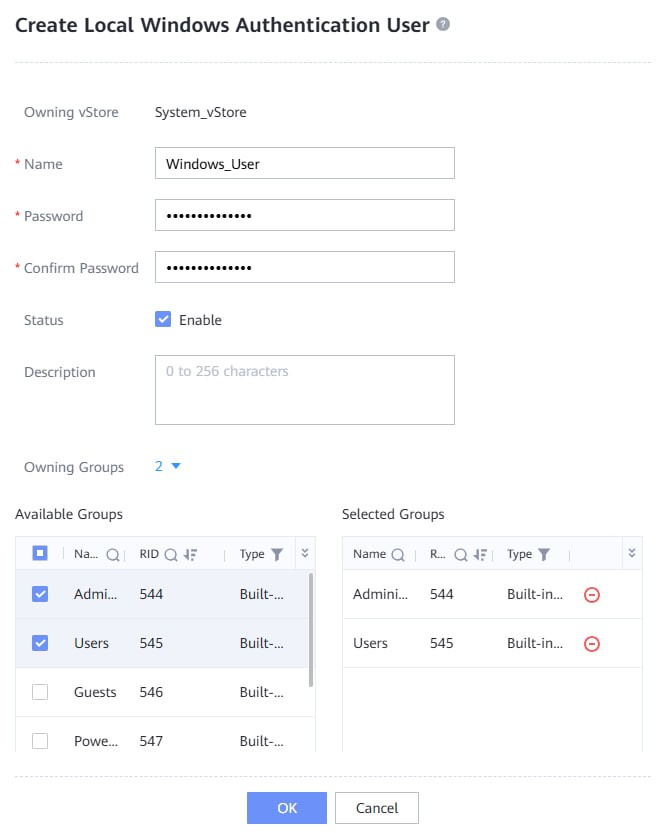 Create Local Windows Authentication User ?
Owning vStore System_vStore
* Name Windows_User
* Password ••••••••••••••
* Confirm Password ••••••••••••••
Status Enable
Description 0 to 256 characters
Owning Groups 2
Available Groups Selected Groups
Na... RID Type Name R... Type
Admi... 544 Built-... Admini... 544 Built-in...
Users 545 Built-... Users 545 Built-in...
Guests 546 Built-...
Powe... 547 Built-...
OK Cancel